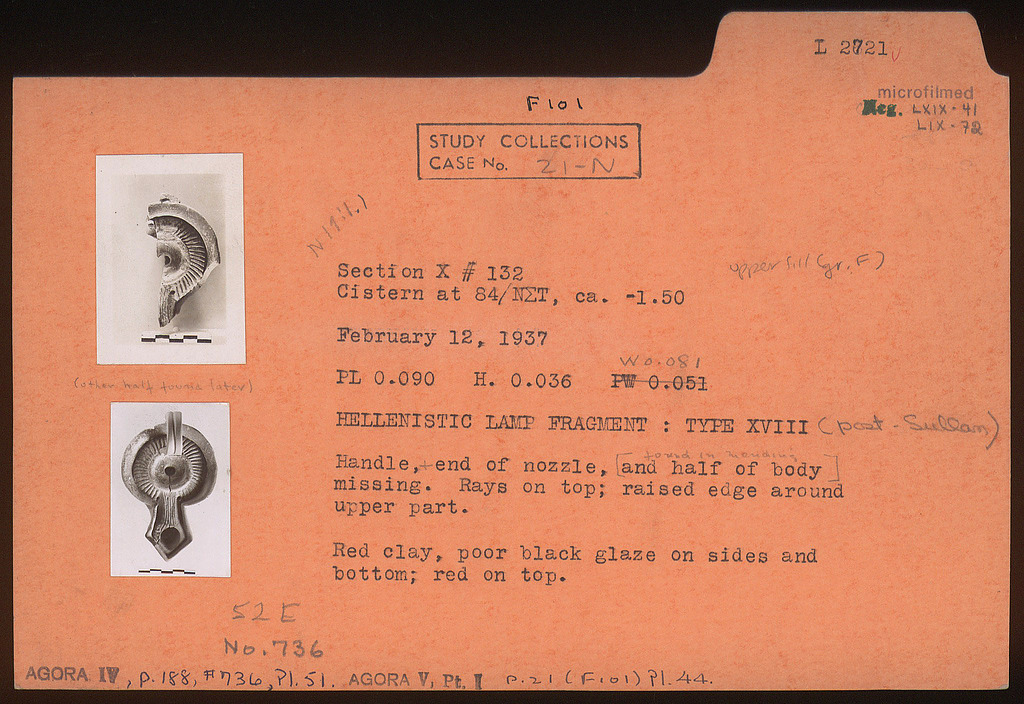 L 2721
microfilmed
Neg. LXIX-41
LIX-72
F101
STUDY COLLECTIONS
CASE No. 21-N
upper fill (gr. F)
Section X # 132
Cistern at 84/ΝΣΤ, ca. -1.50
February 12, 1937
W 0.081
PL 0.090 H. 0.036 PW 0.051
(other half found later)
HELLENISTIC LAMP FRAGMENT : TYPE XVIII (post-Sullan)
found in mending
Handle, + end of nozzle, [and half of body]
missing. Rays on top; raised edge around
upper part.
Red clay, poor black glaze on sides and
bottom; red on top.
52 E
No. 736
AGORA IV, p. 188, #736, Pl. 51. AGORA V, Pt. I p. 21 (F101) Pl. 44.